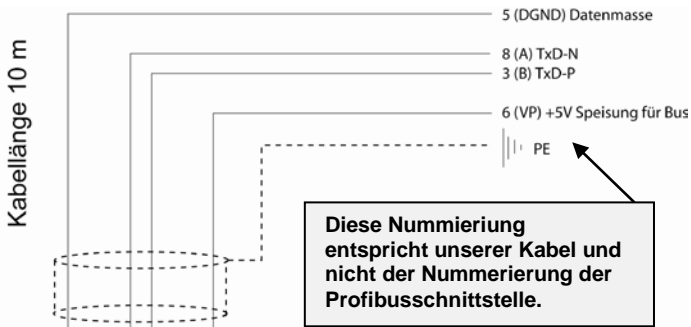 5 (DGND) Datenmasse
8 (A) TxD-N
3 (B) TxD-P
6 (VP) +5V Speisung für Bus
PE
Kabellänge 10 m
Diese Nummieriung
entspricht unserer Kabel und
nicht der Nummerierung der
Profibusschnittstelle.